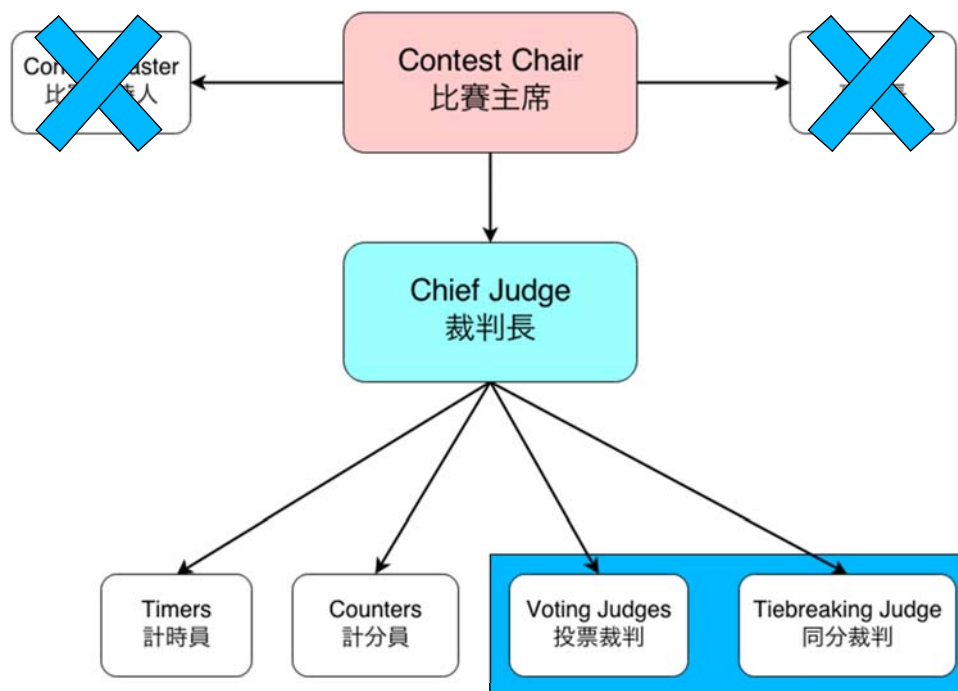 Contest Chair
比賽主席
Chief Judge
裁判長
Timers
計時員
Counters
計分員
Voting Judges
投票裁判
Tiebreaking Judge
同分裁判